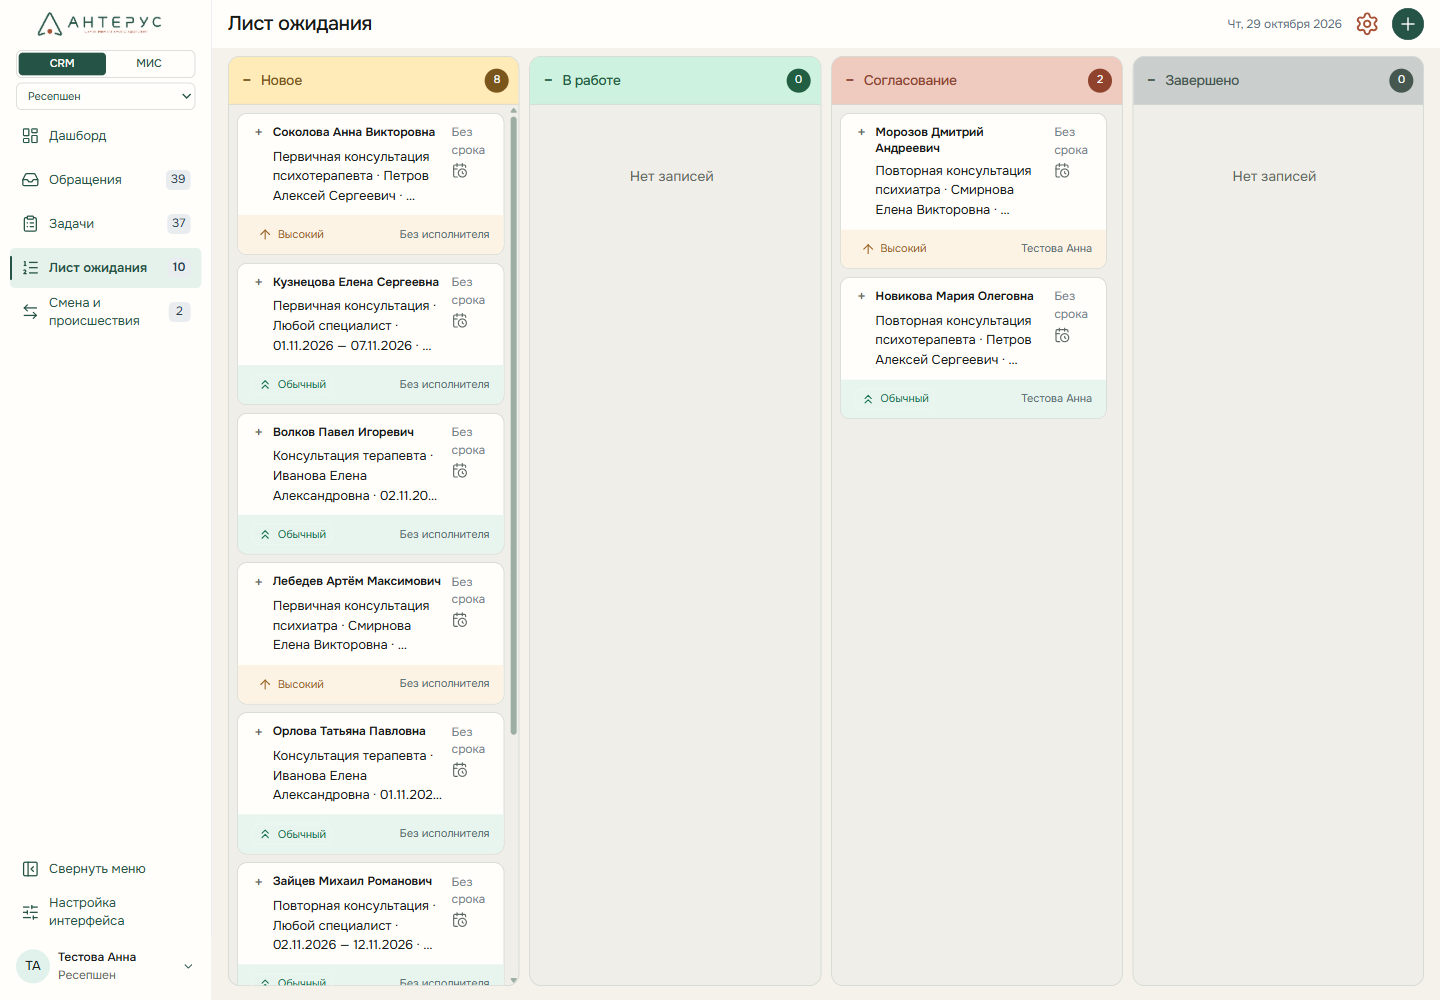 АНТЕРУС
CRM
МИС
Ресепшен
Дашборд
Обращения 39
Задачи 37
Лист ожидания 10
Смена и
происшествия 2
Свернуть меню
Настройка
интерфейса
ТА
Тестова Анна
Ресепшен
Лист ожидания
Чт, 29 октября 2026
Новое 8
Соколова Анна Викторовна
Без
срока
Первичная консультация
психотерапевта · Петров
Алексей Сергеевич · ...
Высокий
Без исполнителя
Кузнецова Елена Сергеевна
Без
срока
Первичная консультация ·
Любой специалист ·
01.11.2026 — 07.11.2026 · ...
Обычный
Без исполнителя
Волков Павел Игоревич
Без
срока
Консультация терапевта ·
Иванова Елена
Александровна · 02.11.20...
Обычный
Без исполнителя
Лебедев Артём Максимович
Без
срока
Первичная консультация
психиатра · Смирнова
Елена Викторовна · ...
Высокий
Без исполнителя
Орлова Татьяна Павловна
Без
срока
Консультация терапевта ·
Иванова Елена
Александровна · 01.11.202...
Обычный
Без исполнителя
Зайцев Михаил Романович
Без
срока
Повторная консультация ·
Любой специалист ·
02.11.2026 — 12.11.2026 · ...
Обычный
Без исполнителя
В работе 0
Нет записей
Согласование 2
Морозов Дмитрий
Андреевич
Без
срока
Повторная консультация
психиатра · Смирнова
Елена Викторовна · ...
Высокий
Тестова Анна
Новикова Мария Олеговна
Без
срока
Повторная консультация
психотерапевта · Петров
Алексей Сергеевич · ...
Обычный
Тестова Анна
Завершено 0
Нет записей